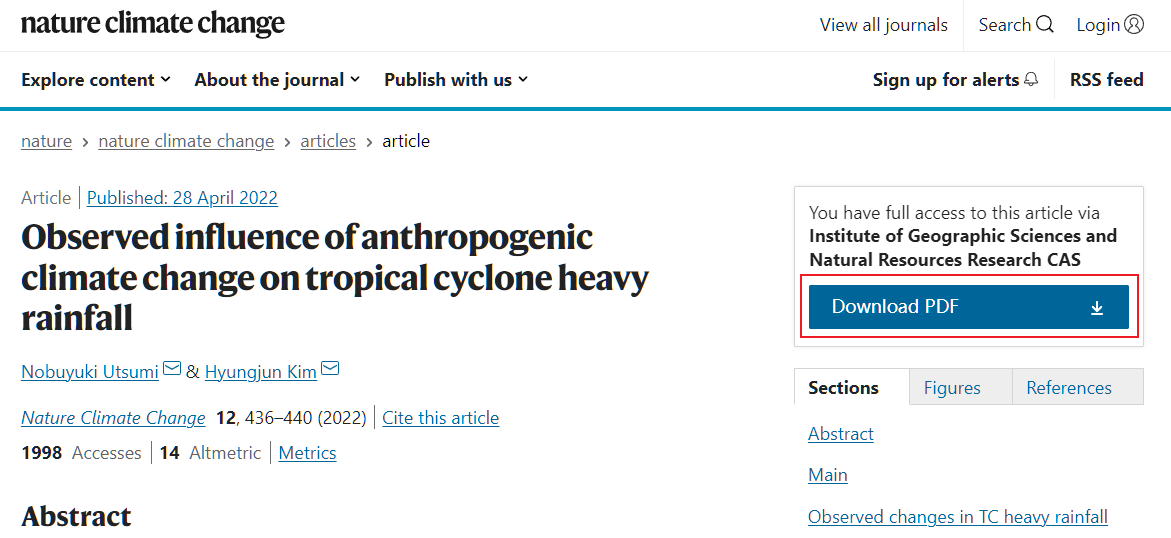 nature climate change
View all journals
Search
Login
Explore content
About the journal
Publish with us
Sign up for alerts
RSS feed
nature > nature climate change > articles > article
Article | Published: 28 April 2022
Observed influence of anthropogenic
climate change on tropical cyclone heavy
rainfall
Nobuyuki Utsumi & Hyungjun Kim
Nature Climate Change 12, 436–440 (2022) | Cite this article
1998 Accesses | 14 Altmetric | Metrics
Abstract
You have full access to this article via
Institute of Geographic Sciences and
Natural Resources Research CAS
Download PDF
Sections
Figures
References
Abstract
Main
Observed changes in TC heavy rainfall